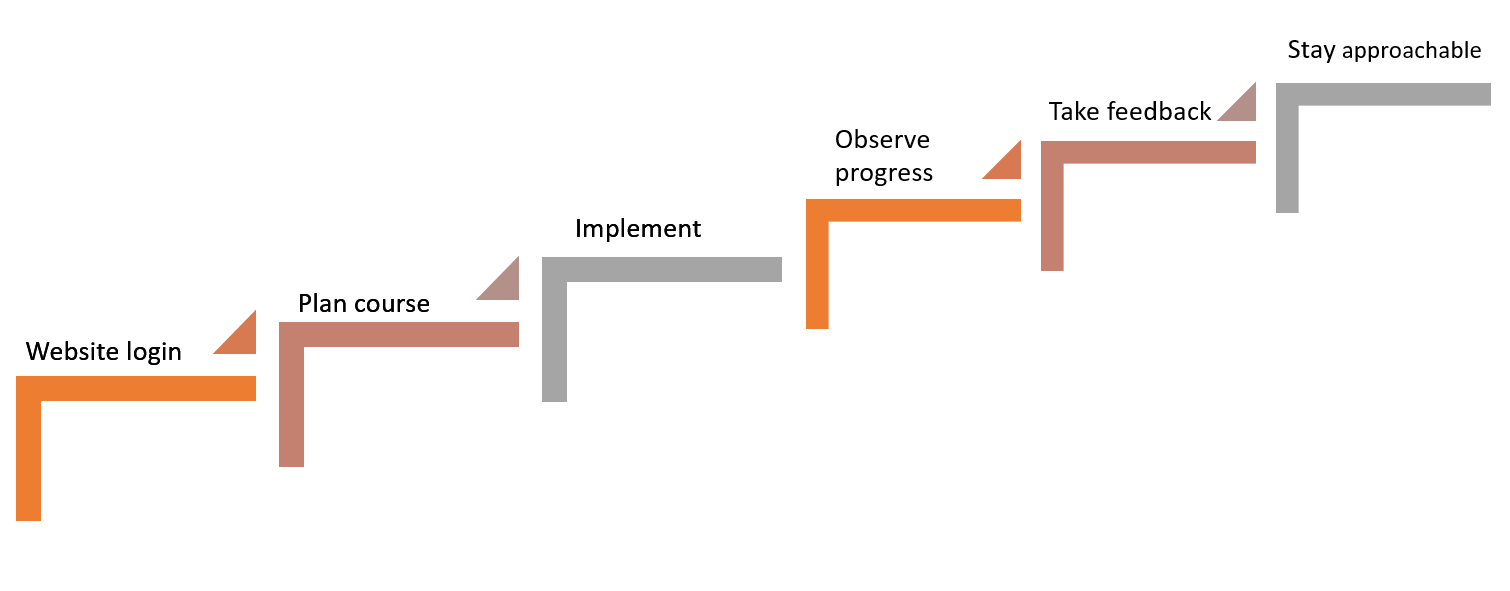 Website login
Plan course
Implement
Observe
progress
Take feedback
Stay approachable